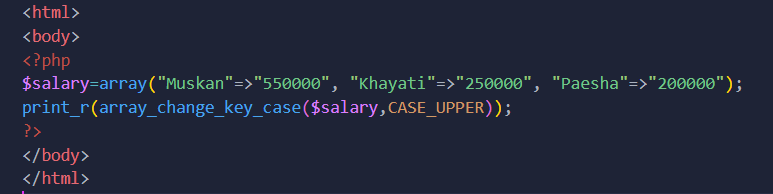 <html>
<body>
<?php
$salary=array("Muskan"=>"550000", "Khayati"=>"250000", "Paesha"=>"200000");
print_r(array_change_key_case($salary,CASE_UPPER));
?>
</body>
</html>